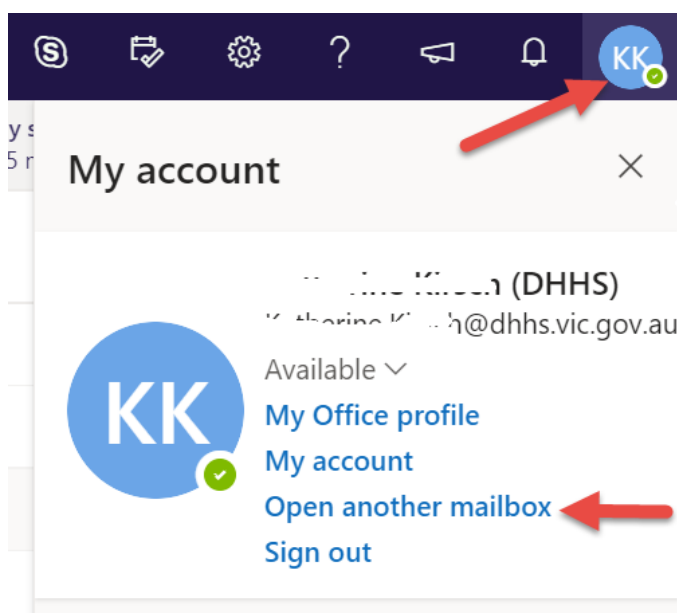 KK
My account
(DHHS)
@dhhs.vic.gov.au
Available
KK
My Office profile
My account
Open another mailbox
Sign out